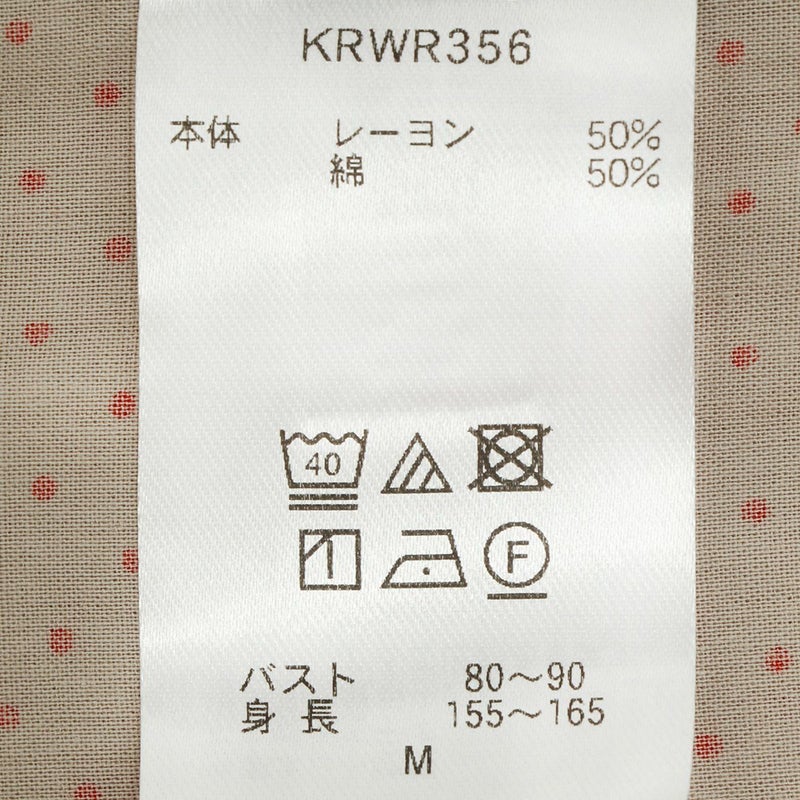 KRWR356
本体 レーヨン 50%
綿 50%
40
F
バスト 80～90
身長 155～165
M